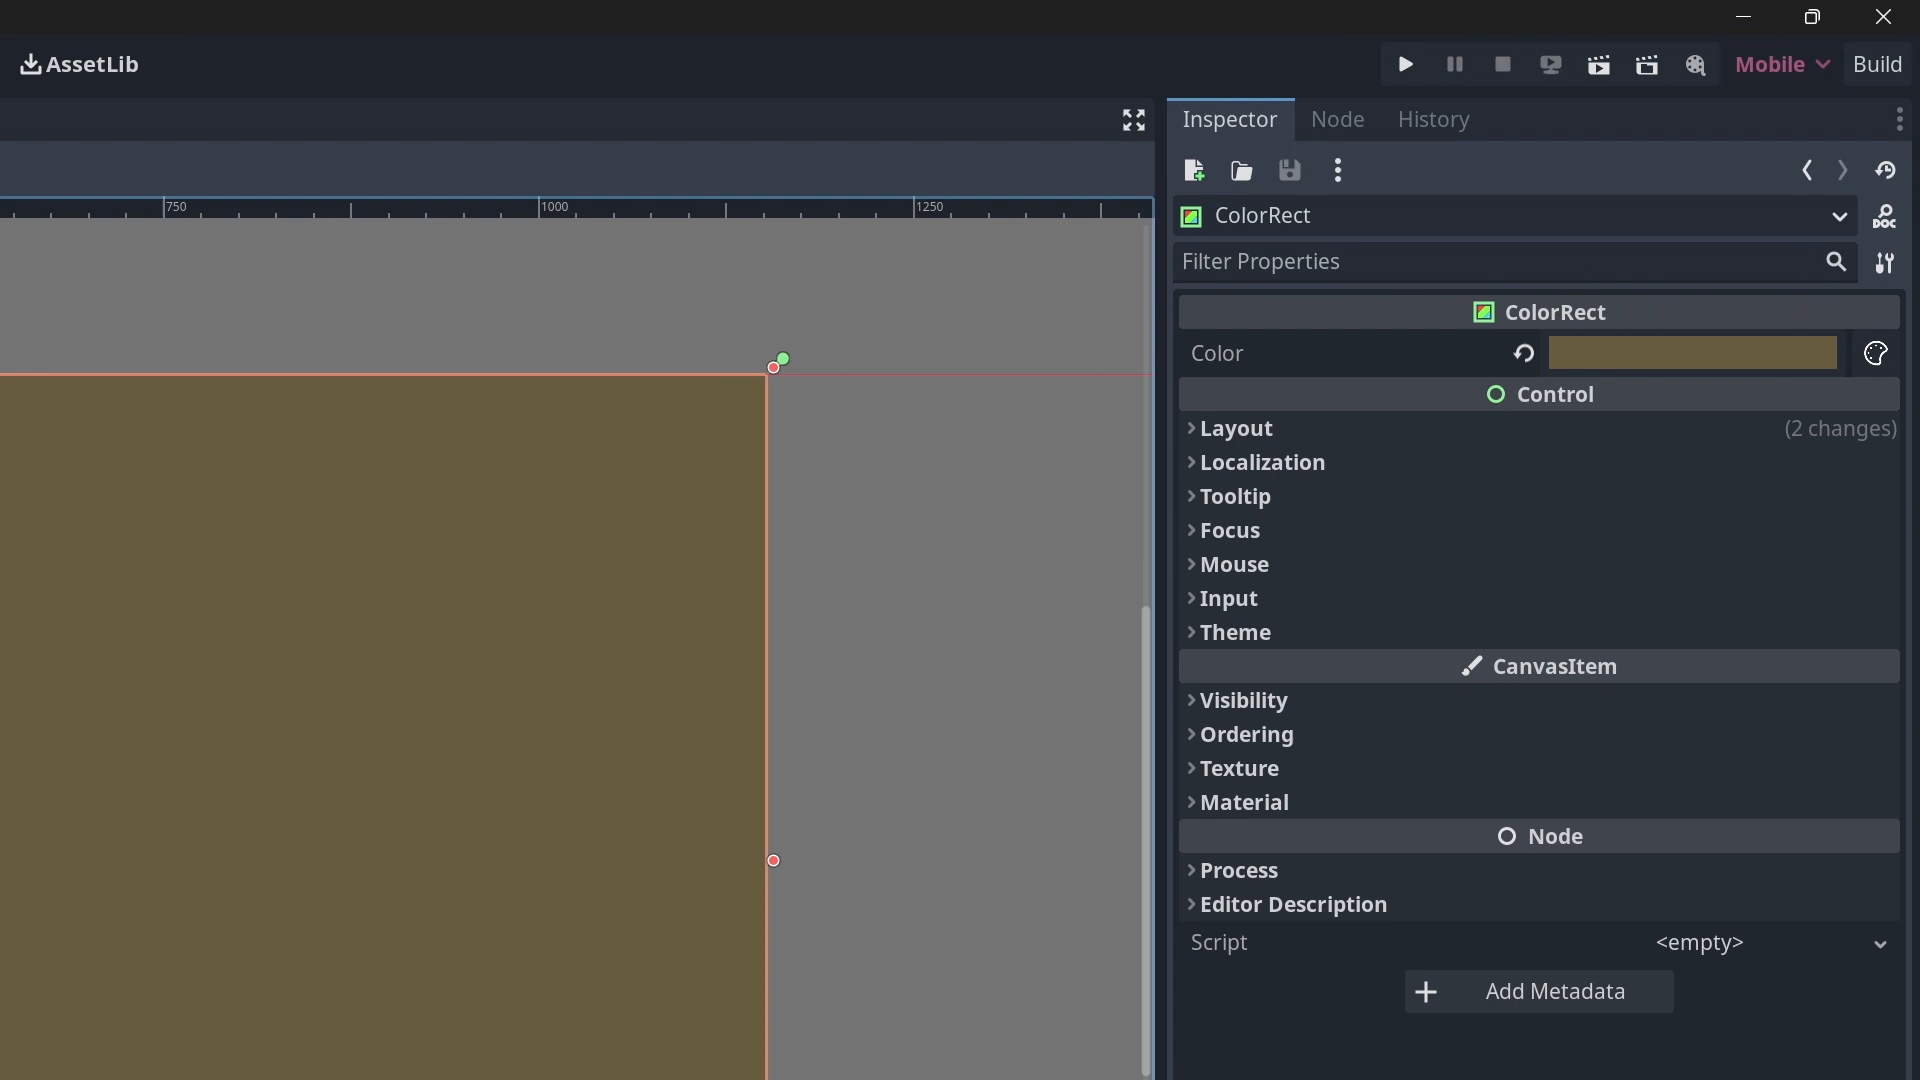 AssetLib
Mobile
Build
Inspector
Node
History
750
1000
1250
ColorRect
DOC
Filter Properties
ColorRect
Color
Control
Layout
(2 changes)
Localization
Tooltip
Focus
Mouse
Input
Theme
CanvasItem
Visibility
Ordering
Texture
Material
Node
Process
Editor Description
Script
<empty>
Add Metadata